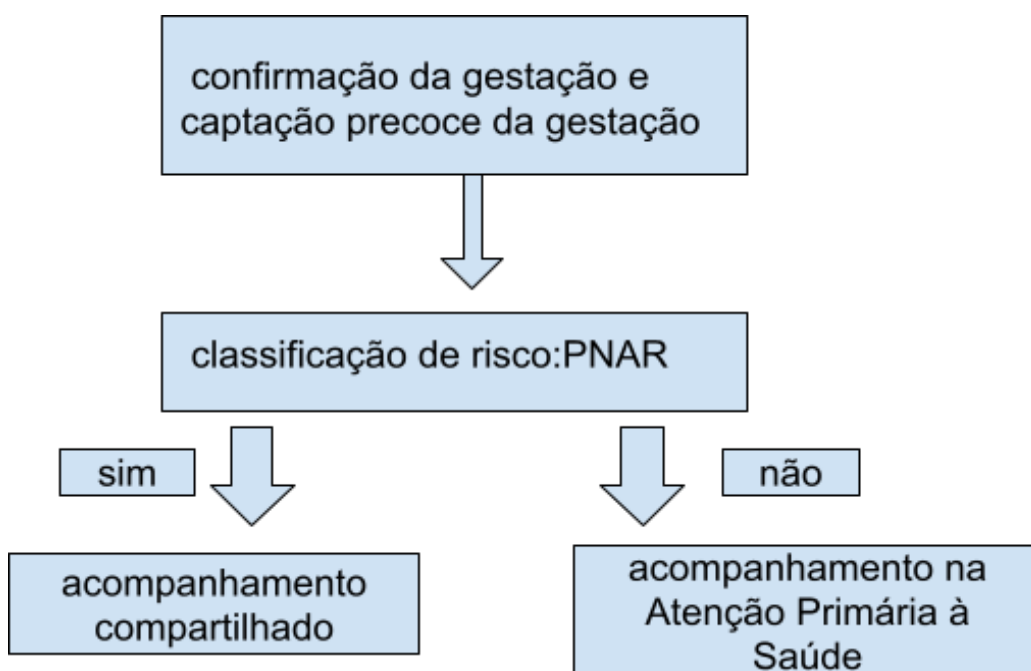 confirmação da gestação e
captação precoce da gestação
classificação de risco:PNAR
sim
não
acompanhamento
compartilhado
acompanhamento na
Atenção Primária à
Saúde